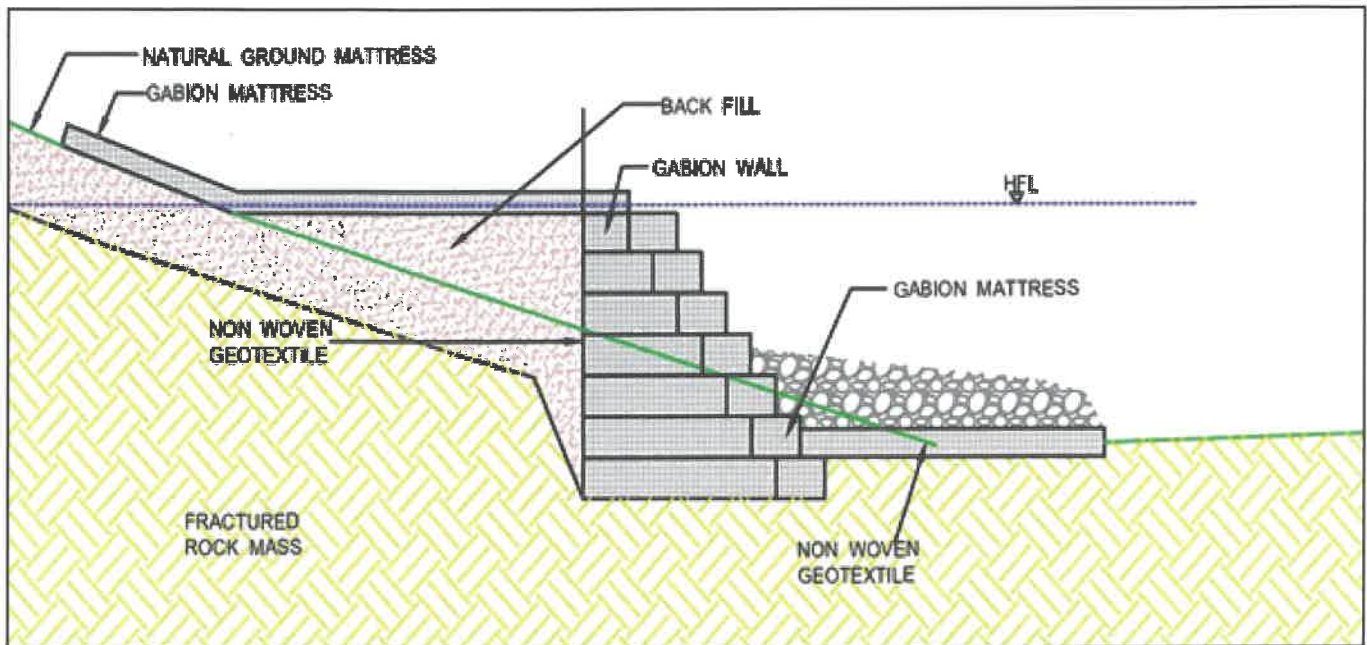 NATURAL GROUND MATTRESS
GABION MATTRESS
BACK FILL
GABION WALL
HFL
GABION MATTRESS
NON WOVEN
GEOTEXTILE
FRACTURED
ROCK MASS
NON WOVEN
GEOTEXTILE